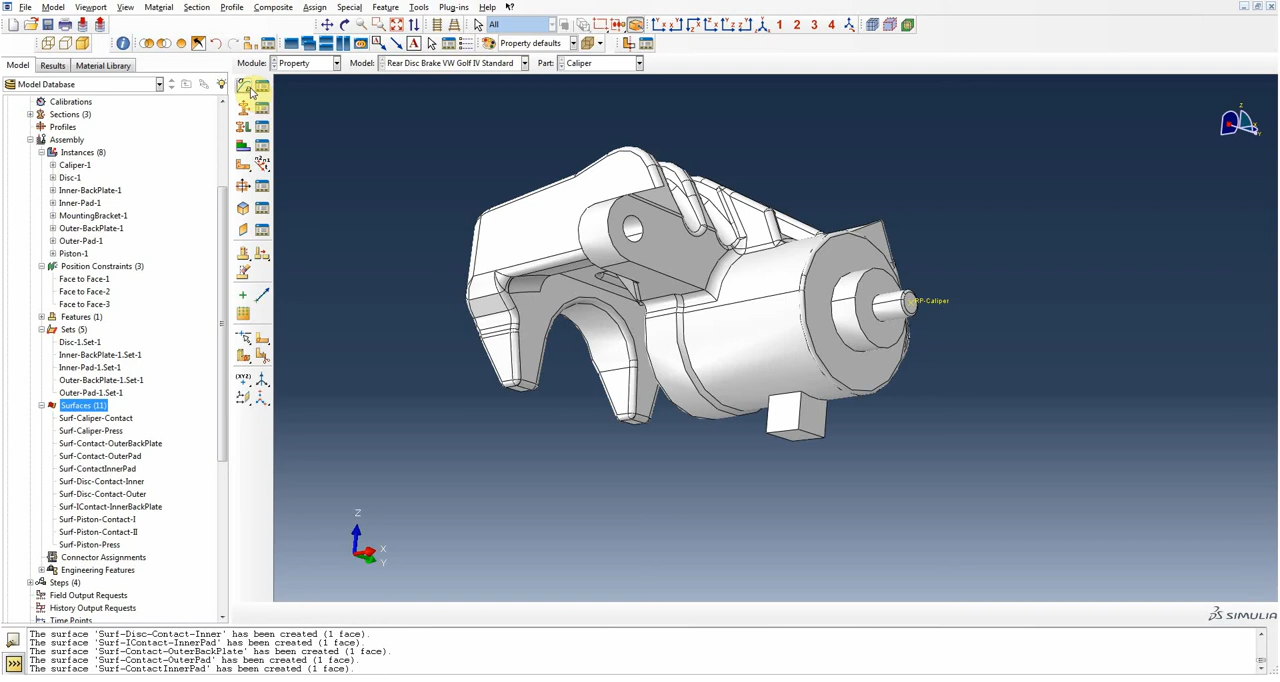 File Model Viewport View Material Section Profile Composite Assign Special Feature Tools Plug-ins Help
All
1 2 3 4
Property defaults
Model Results Material Library
Module: Property Model: Rear Disc Brake VW Golf IV Standard Part: Caliper
Model Database
Calibrations
Sections (3)
Profiles
Assembly
Instances (8)
Caliper-1
Disc-1
Inner-BackPlate-1
Inner-Pad-1
MountingBracket-1
Outer-BackPlate-1
Outer-Pad-1
Piston-1
Position Constraints (3)
Face to Face-1
Face to Face-2
Face to Face-3
Features (1)
Sets (5)
Disc-1.Set-1
Inner-BackPlate-1.Set-1
Inner-Pad-1.Set-1
Outer-BackPlate-1.Set-1
Outer-Pad-1.Set-1
Surfaces (11)
Surf-Caliper-Contact
Surf-Caliper-Press
Surf-Contact-OuterBackPlate
Surf-Contact-OuterPad
Surf-ContactInnerPad
Surf-Disc-Contact-Inner
Surf-Disc-Contact-Outer
Surf-IContact-InnerBackPlate
Surf-Piston-Contact-I
Surf-Piston-Contact-II
Surf-Piston-Press
Connector Assignments
Engineering Features
Steps (4)
Field Output Requests
History Output Requests
Time Points
(XYZ)
Z
RP-Caliper
Z
X
Y
SIMULIA
The surface 'Surf-Disc-Contact-Inner' has been created (1 face).
The surface 'Surf-IContact-InnerPad' has been created (1 face).
The surface 'Surf-Contact-OuterBackPlate' has been created (1 face).
The surface 'Surf-Contact-OuterPad' has been created (1 face).
The surface 'Surf-ContactInnerPad' has been created (1 face).